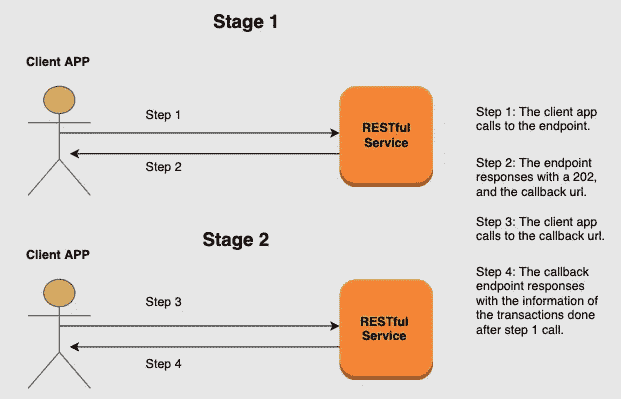 Stage 1
Client APP
Step 1
RESTful
Service
Step 2
Step 1: The client app
calls to the endpoint.
Step 2: The endpoint
responses with a 202,
and the callback url.
Stage 2
Client APP
Step 3
RESTful
Service
Step 4
Step 3: The client app
calls to the callback url.
Step 4: The callback
endpoint responses
with the information of
the transactions done
after step 1 call.